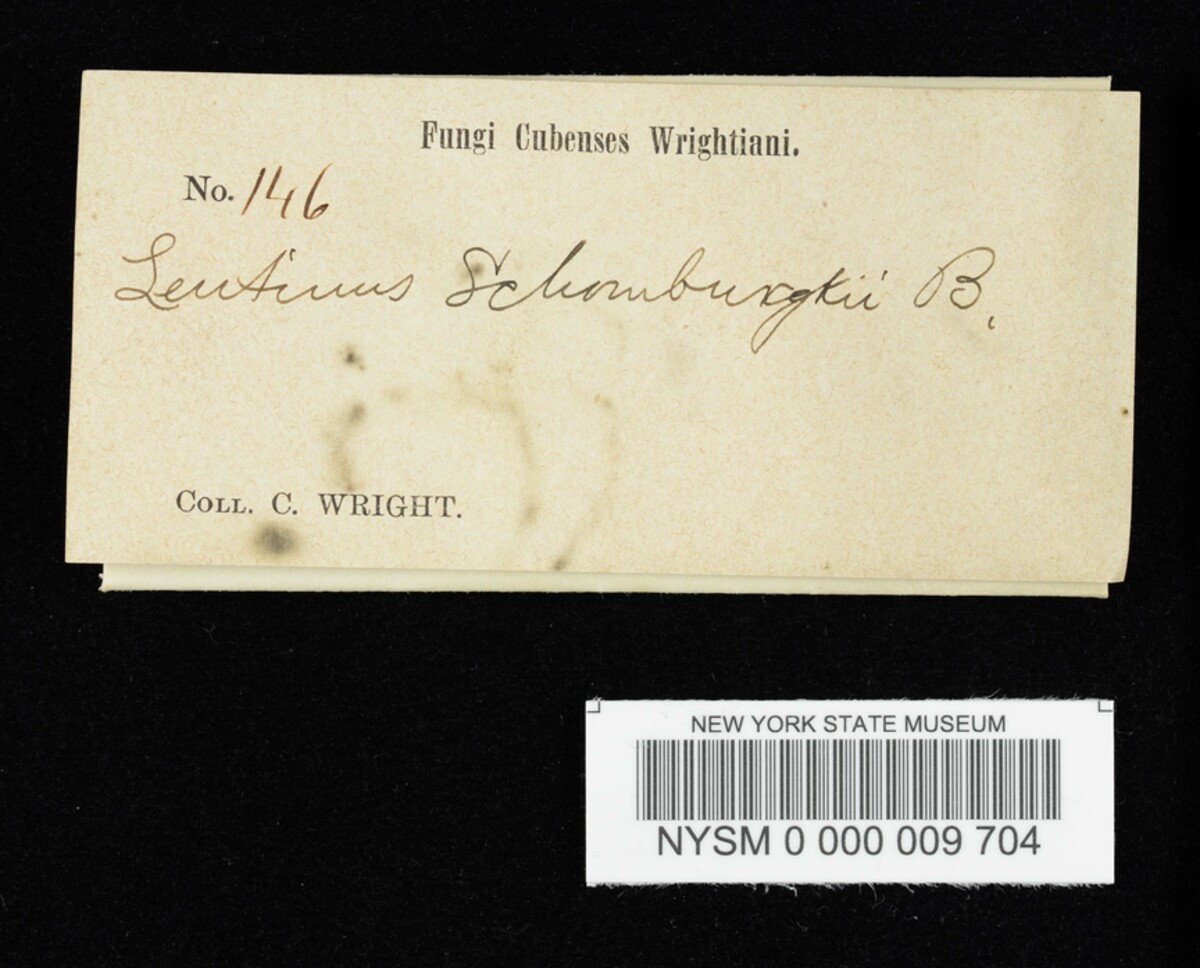 Fungi Cubenses Wrightiani.
No. 146
Lentinus Schomburgkii B.
Coll. C. WRIGHT.
NEW YORK STATE MUSEUM
NYSM 0 000 009 704